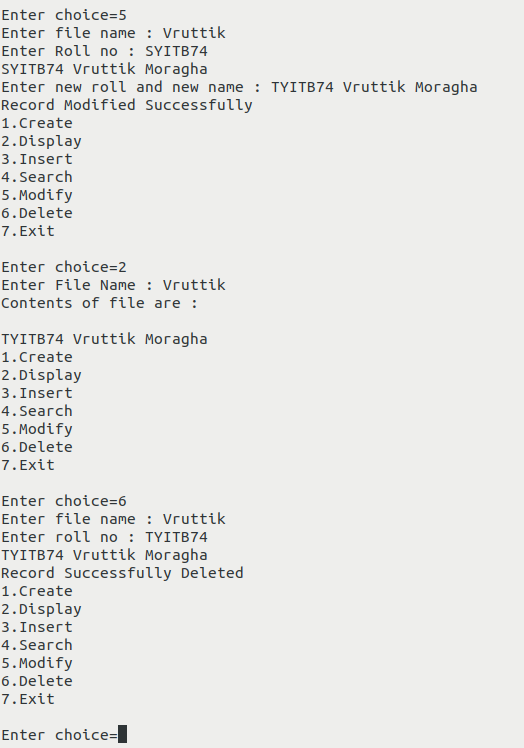 Enter choice=5
Enter file name : Vruttik
Enter Roll no : SYITB74
SYITB74 Vruttik Moragha
Enter new roll and new name : TYITB74 Vruttik Moragha
Record Modified Successfully
1.Create
2.Display
3.Insert
4.Search
5.Modify
6.Delete
7.Exit

Enter choice=2
Enter File Name : Vruttik
Contents of file are :

TYITB74 Vruttik Moragha
1.Create
2.Display
3.Insert
4.Search
5.Modify
6.Delete
7.Exit

Enter choice=6
Enter file name : Vruttik
Enter roll no : TYITB74
TYITB74 Vruttik Moragha
Record Successfully Deleted
1.Create
2.Display
3.Insert
4.Search
5.Modify
6.Delete
7.Exit

Enter choice=